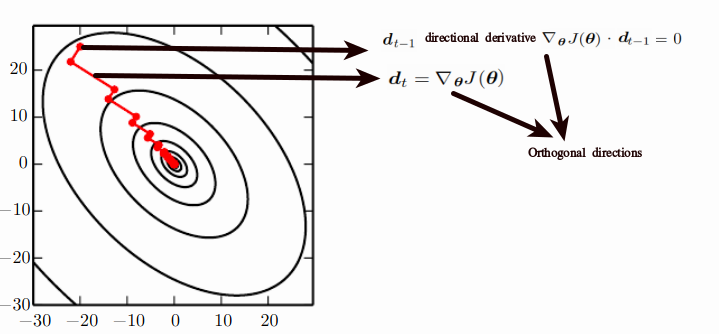 d_{t−1} directional derivative ∇_θ J(θ) · d_{t−1} = 0
d_t = ∇_θ J(θ)
Orthogonal directions
20
10
0
−10
−20
−30
−30 −20 −10 0 10 20